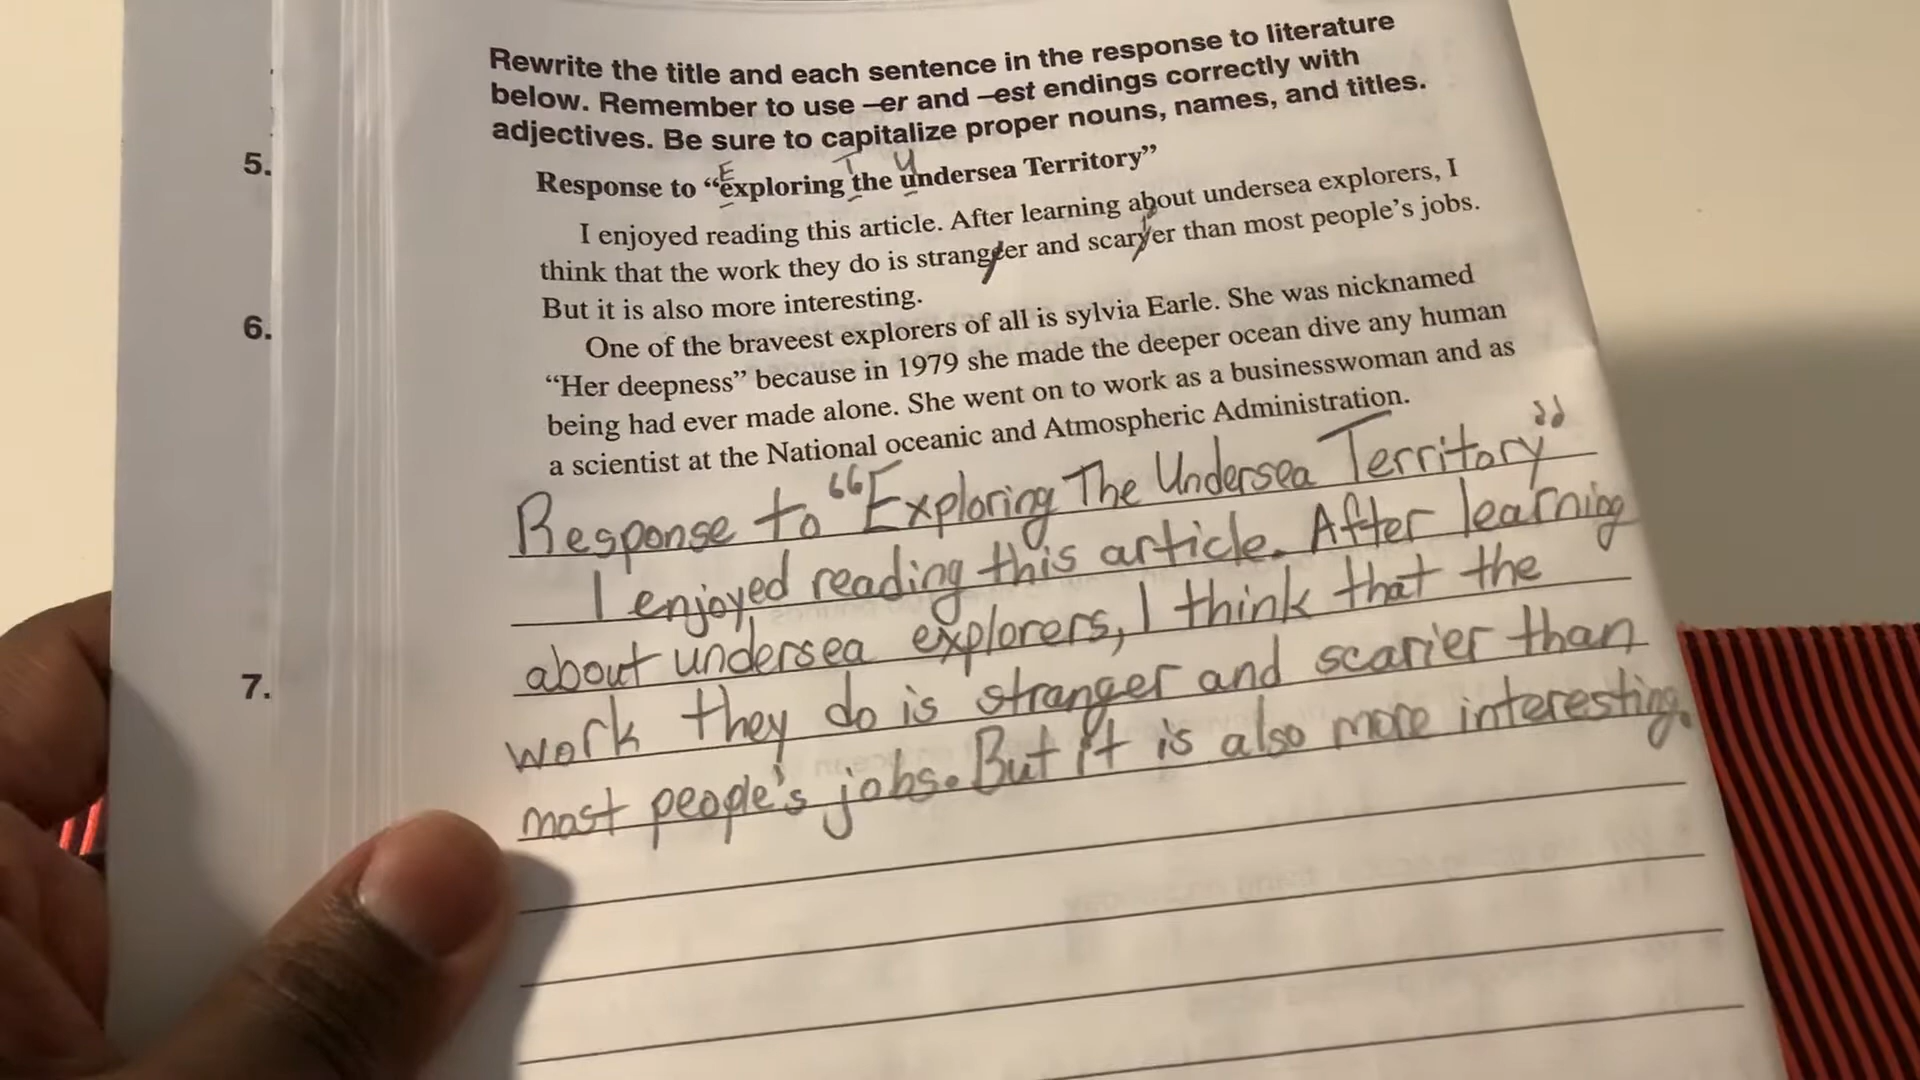 Rewrite the title and each sentence in the response to literature
below. Remember to use –er and –est endings correctly with
adjectives. Be sure to capitalize proper nouns, names, and titles.
5.
E T U
Response to “exploring the undersea Territory”
I enjoyed reading this article. After learning about undersea explorers, I
think that the work they do is strangeer and scaryer than most people’s jobs.
But it is also more interesting.
6.
One of the braveest explorers of all is sylvia Earle. She was nicknamed
“Her deepness” because in 1979 she made the deeper ocean dive any human
being had ever made alone. She went on to work as a businesswoman and as
a scientist at the National oceanic and Atmospheric Administration.
Response to “Exploring The Undersea Territory”
I enjoyed reading this article. After learning
about undersea explorers, I think that the
7.
work they do is stranger and scarier than
most people's jobs. But it is also more interesting.